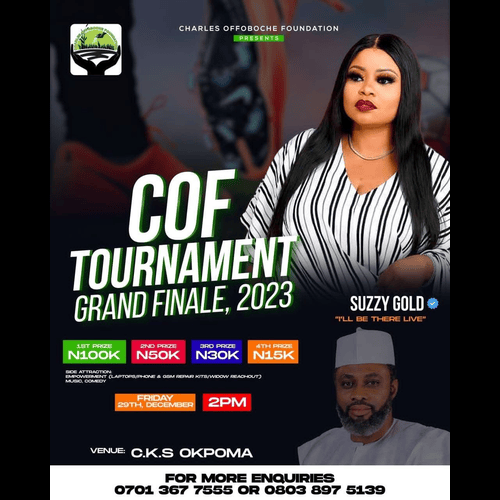 CHARLES OFFOBOCHE FOUNDATION
PRESENTS
COF
TOURNAMENT
GRAND FINALE, 2023
SUZZY GOLD
"I'LL BE THERE LIVE"
1ST PRIZE
N100K
2ND PRIZE
N50K
3RD PRIZE
N30K
4TH PRIZE
N15K
SIDE ATTRACTION:
EMPOWERMENT (LAPTOPS/PHONE & GSM REPAIR KITS/WIDOW REACHOUT)
MUSIC, COMEDY
FRIDAY
29TH, DECEMBER
2PM
VENUE: C.K.S OKPOMA
FOR MORE ENQUIRIES
0701 367 7555 OR 0803 897 5139